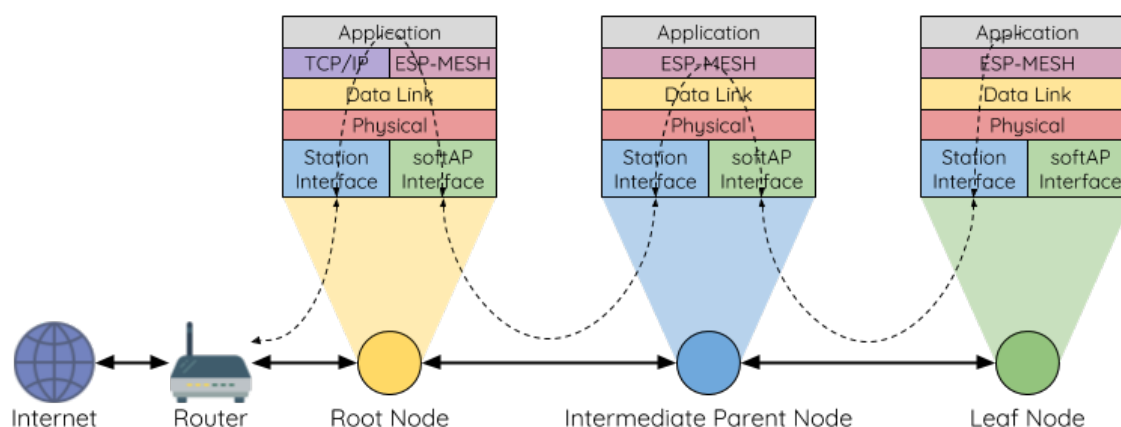 Application
TCP/IP
ESP-MESH
Data Link
Physical
Station
Interface
softAP
Interface
Application
ESP-MESH
Data Link
Physical
Station
Interface
softAP
Interface
Application
ESP-MESH
Data Link
Physical
Station
Interface
softAP
Interface
Internet
Router
Root Node
Intermediate Parent Node
Leaf Node